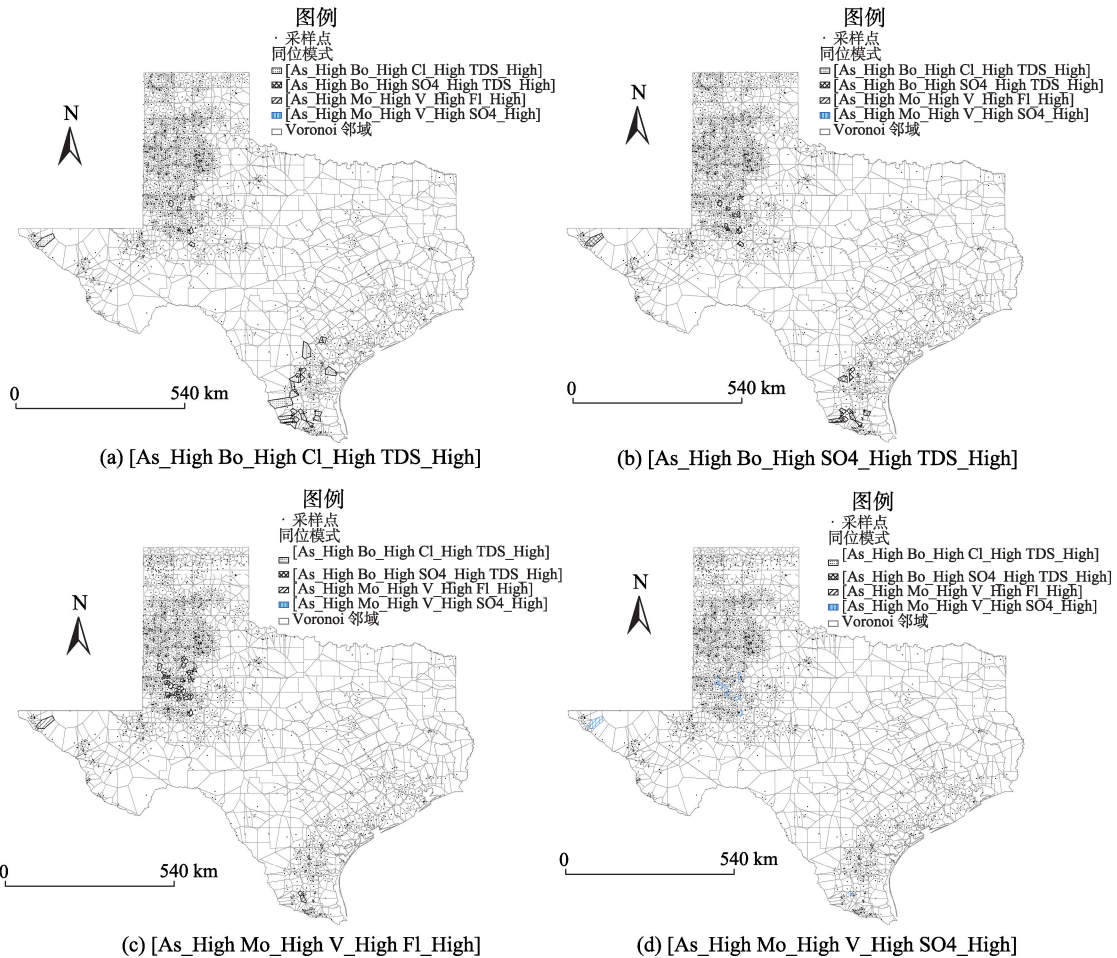 图例
· 采样点
同位模式
[As_High Bo_High Cl_High TDS_High]
[As_High Bo_High SO4_High TDS_High]
[As_High Mo_High V_High Fl_High]
[As_High Mo_High V_High SO4_High]
Voronoi 邻域
N
0
540 km
(a) [As_High Bo_High Cl_High TDS_High]
图例
· 采样点
同位模式
[As_High Bo_High Cl_High TDS_High]
[As_High Bo_High SO4_High TDS_High]
[As_High Mo_High V_High Fl_High]
[As_High Mo_High V_High SO4_High]
Voronoi 邻域
N
0
540 km
(b) [As_High Bo_High SO4_High TDS_High]
图例
· 采样点
同位模式
[As_High Bo_High Cl_High TDS_High]
[As_High Bo_High SO4_High TDS_High]
[As_High Mo_High V_High Fl_High]
[As_High Mo_High V_High SO4_High]
Voronoi 邻域
N
0
540 km
(c) [As_High Mo_High V_High Fl_High]
图例
· 采样点
同位模式
[As_High Bo_High Cl_High TDS_High]
[As_High Bo_High SO4_High TDS_High]
[As_High Mo_High V_High Fl_High]
[As_High Mo_High V_High SO4_High]
Voronoi 邻域
N
0
540 km
(d) [As_High Mo_High V_High SO4_High]